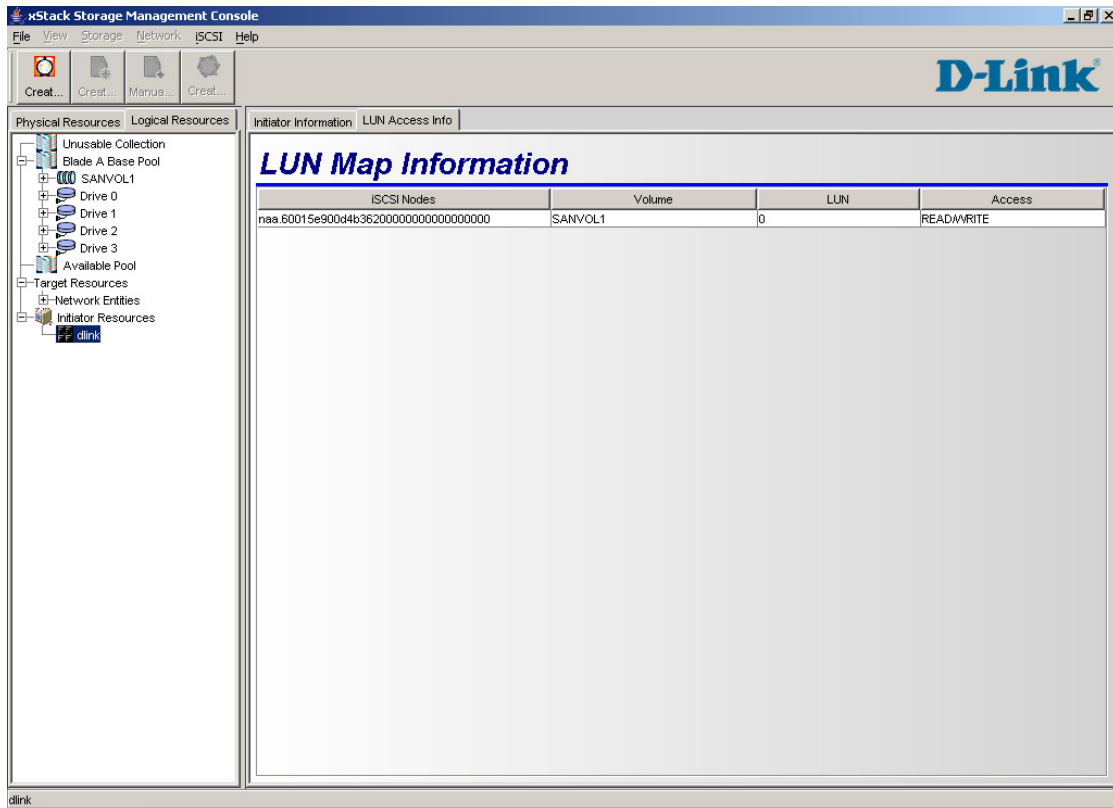 xStack Storage Management Console
File View Storage Network iSCSI Help
Creat... Creat... Manua... Creat...
D-Link®
Physical Resources Logical Resources
Unusable Collection
Blade A Base Pool
SANVOL1
Drive 0
Drive 1
Drive 2
Drive 3
Available Pool
Target Resources
Network Entities
Initiator Resources
dlink
Initiator Information LUN Access Info
LUN Map Information
iSCSI Nodes Volume LUN Access
naa.60015e900d4b36200000000000000000 SANVOL1 0 READ/WRITE
dlink